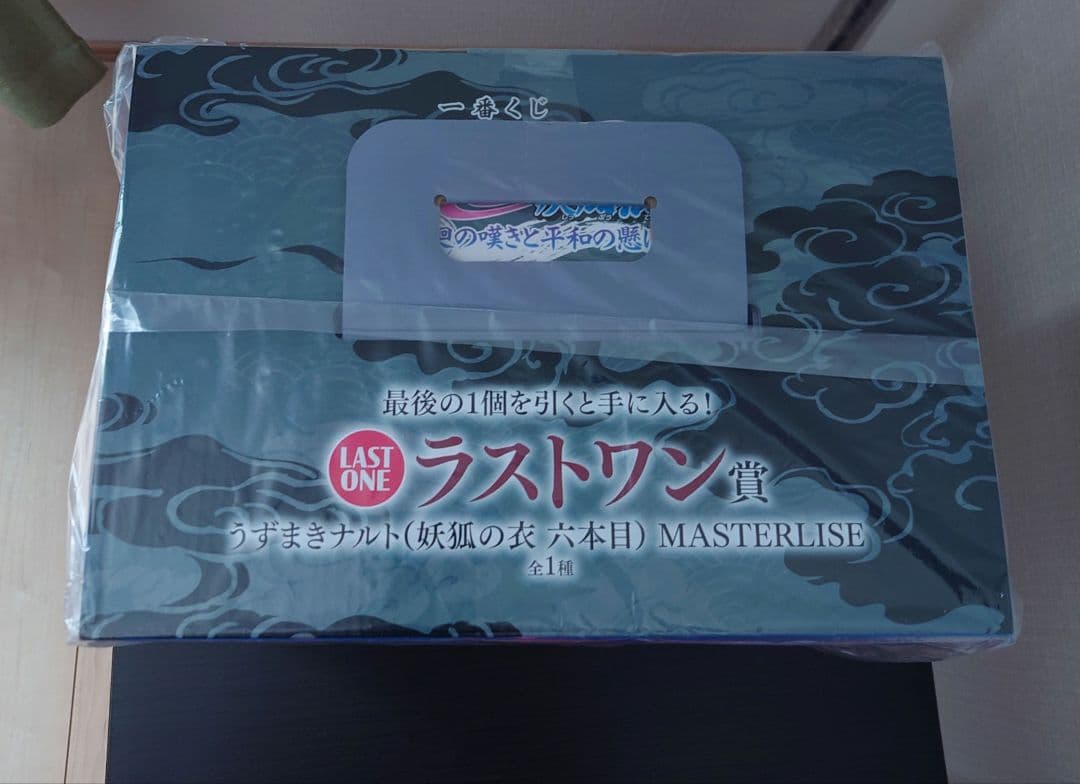 一番くじ
の嘆きと平和の懸
最後の1個を引くと手に入る!
LAST
ONE
ラストワン賞
うずまきナルト(妖狐の衣 六本目) MASTERLISE
全1種